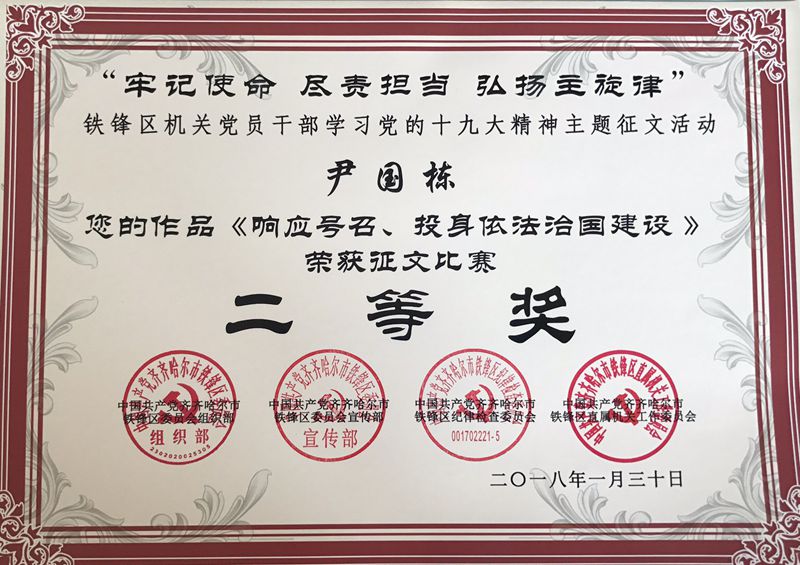 “牢记使命 尽责担当 弘扬主旋律”
铁锋区机关党员干部学习党的十九大精神主题征文活动
尹国栋
您的作品《响应号召、投身依法治国建设》
荣获征文比赛
二等奖
中国共产党齐齐哈尔市
铁锋区委员会组织部
组织部
2302020025304
中国共产党齐齐哈尔市
铁锋区委员会宣传部
宣传部
中国共产党齐齐哈尔市
铁锋区纪律检查委员会
001702221-5
中国共产党齐齐哈尔市
铁锋区直属机关工作委员会
二〇一八年一月三十日